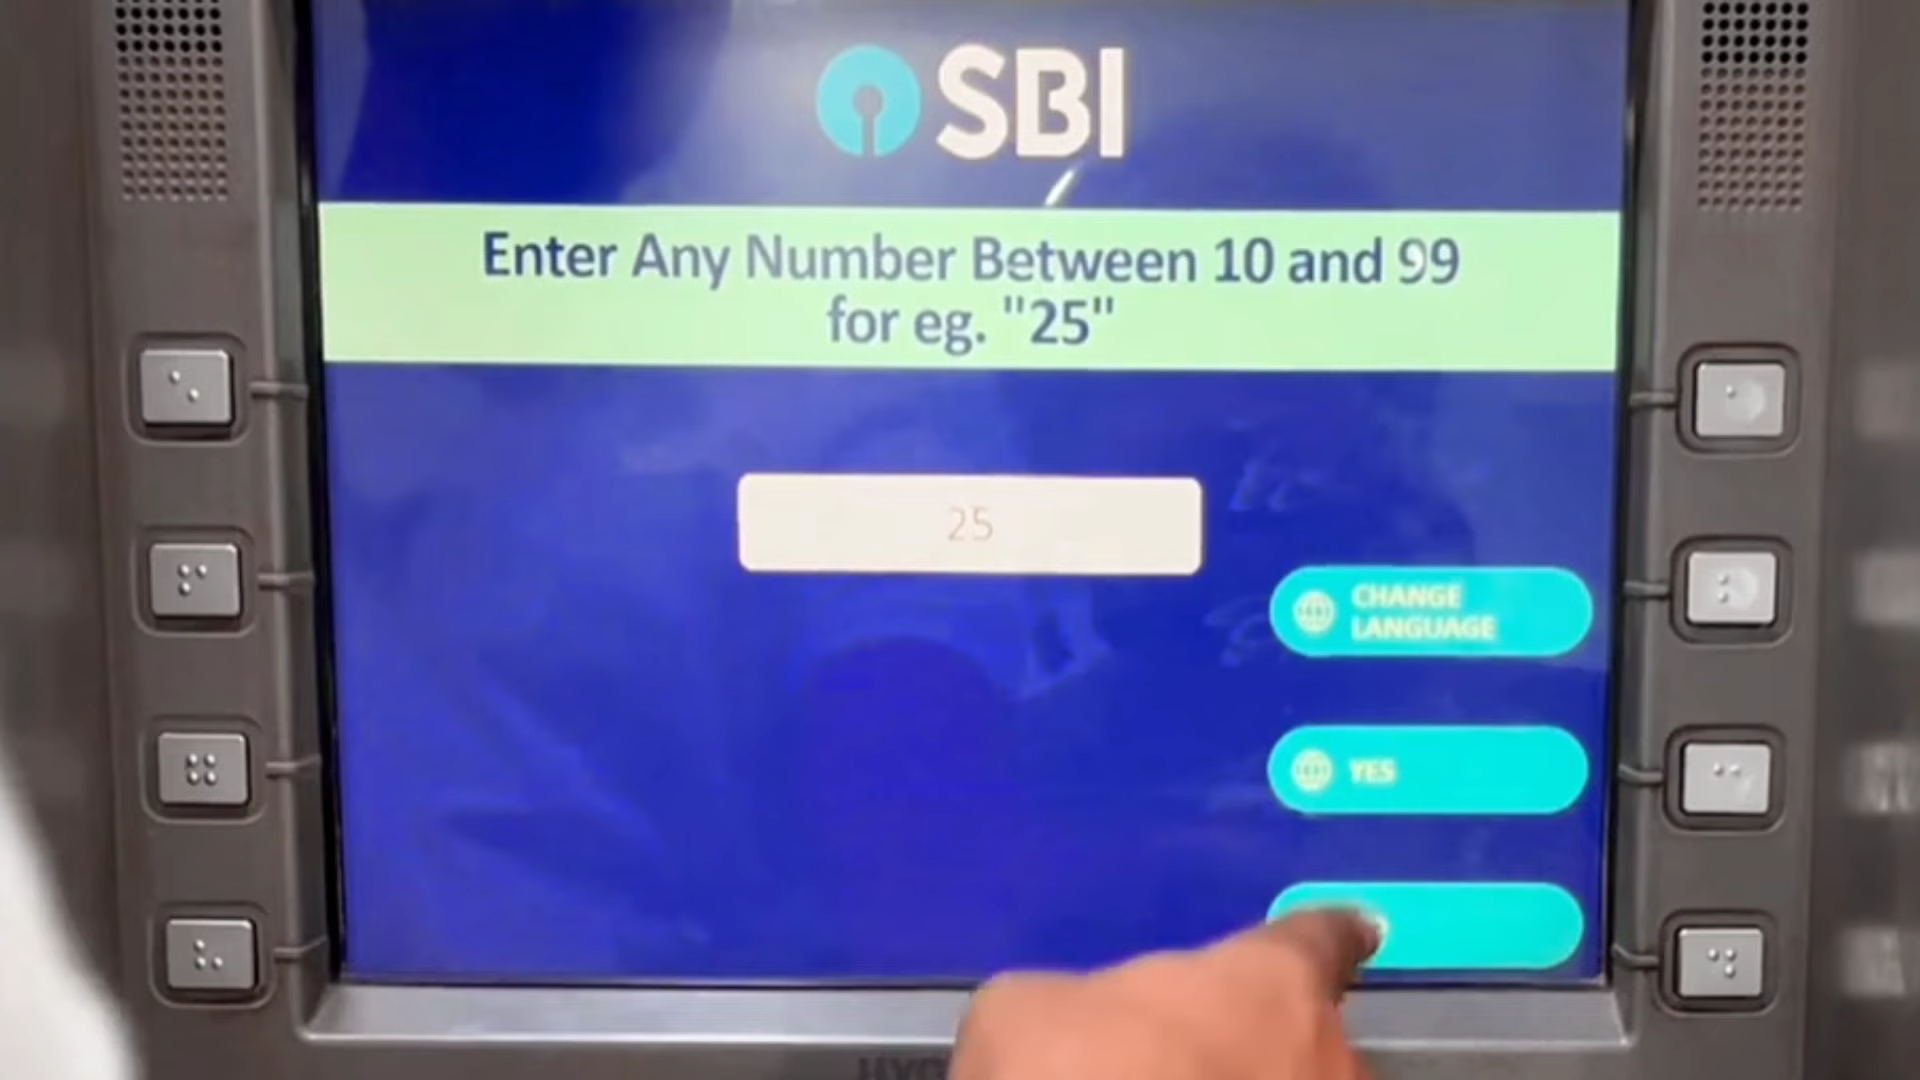 SBI
Enter Any Number Between 10 and 99
for eg. "25"
25
CHANGE
LANGUAGE
YES